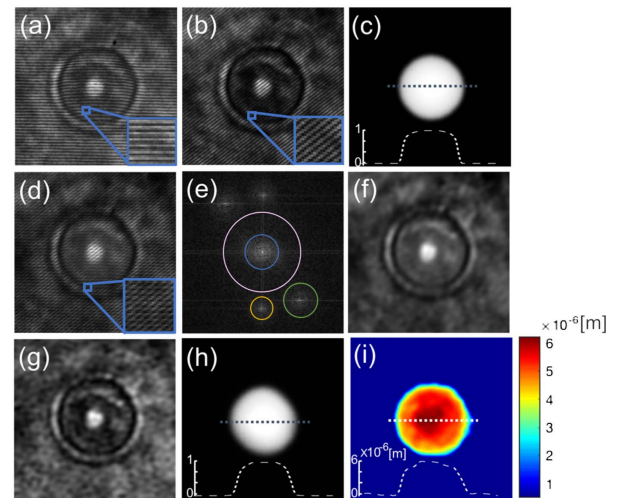 (a)
(b)
(c)
1
0
(d)
(e)
(f)
× 10⁻⁶[m]
6
5
4
3
2
1
(g)
(h)
1
0
(i)
6 ×10⁻⁶[m]
0